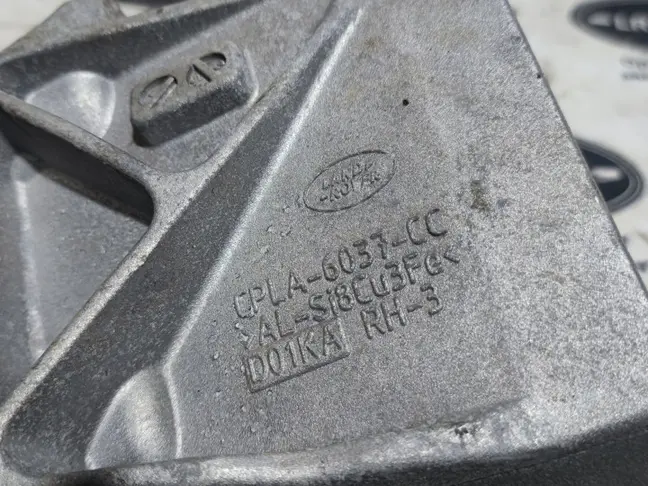 LAND
ROVER
CPLA-6037-CC
>AL-Si8Cu3Fe<
D01KA RH-3